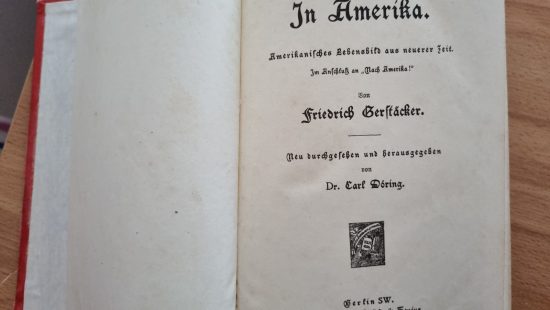 In Amerika.
Amerikanisches Lebensbild aus neuerer Zeit.
Im Anschluß an „Nach Amerika!"
Von
Friedrich Gerstäcker.
Neu durchgesehen und herausgegeben
von
Dr. Carl Döring.
Berlin SW.